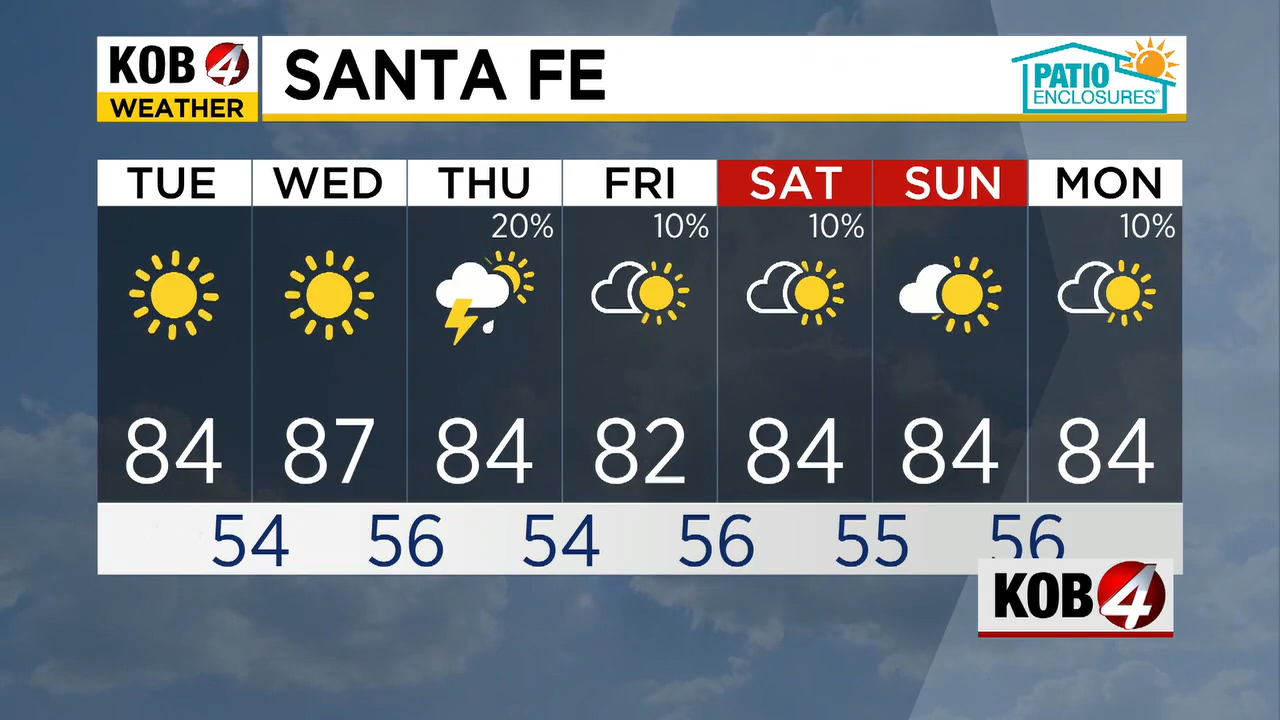 KOB 4
WEATHER
SANTA FE
PATIO
ENCLOSURES®
TUE WED THU FRI SAT SUN MON
20% 10% 10% 10%
84 87 84 82 84 84 84
54 56 54 56 55 56
KOB 4